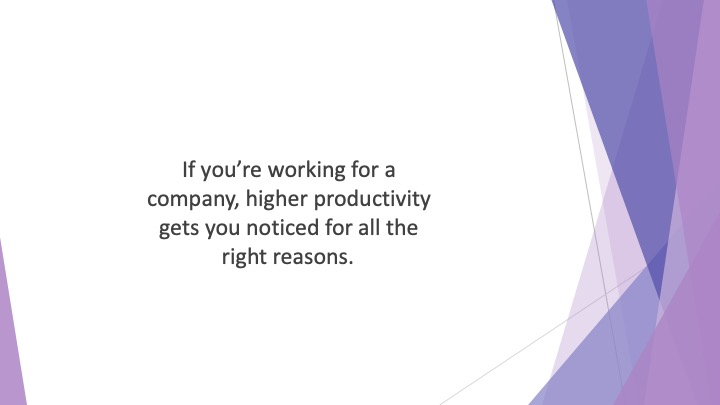 If you’re working for a
company, higher productivity
gets you noticed for all the
right reasons.